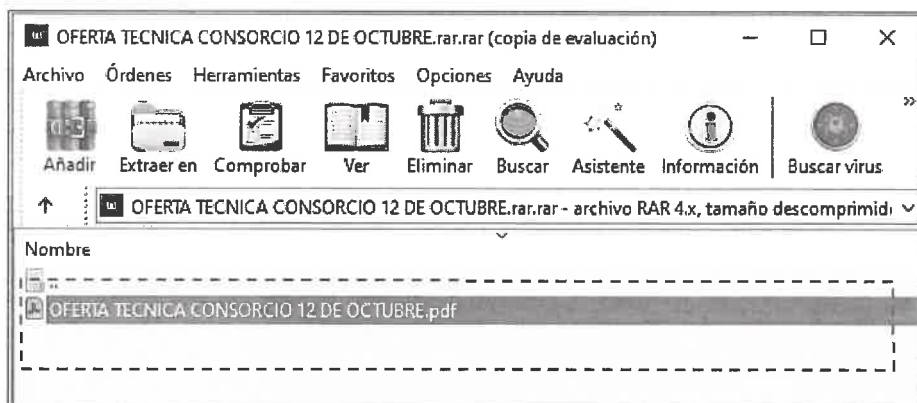 OFERTA TECNICA CONSORCIO 12 DE OCTUBRE.rar.rar (copia de evaluación)
Archivo Órdenes Herramientas Favoritos Opciones Ayuda
Añadir Extraer en Comprobar Ver Eliminar Buscar Asistente Información Buscar virus
OFERTA TECNICA CONSORCIO 12 DE OCTUBRE.rar.rar - archivo RAR 4.x, tamaño descomprimid
Nombre
..
OFERTA TECNICA CONSORCIO 12 DE OCTUBRE.pdf